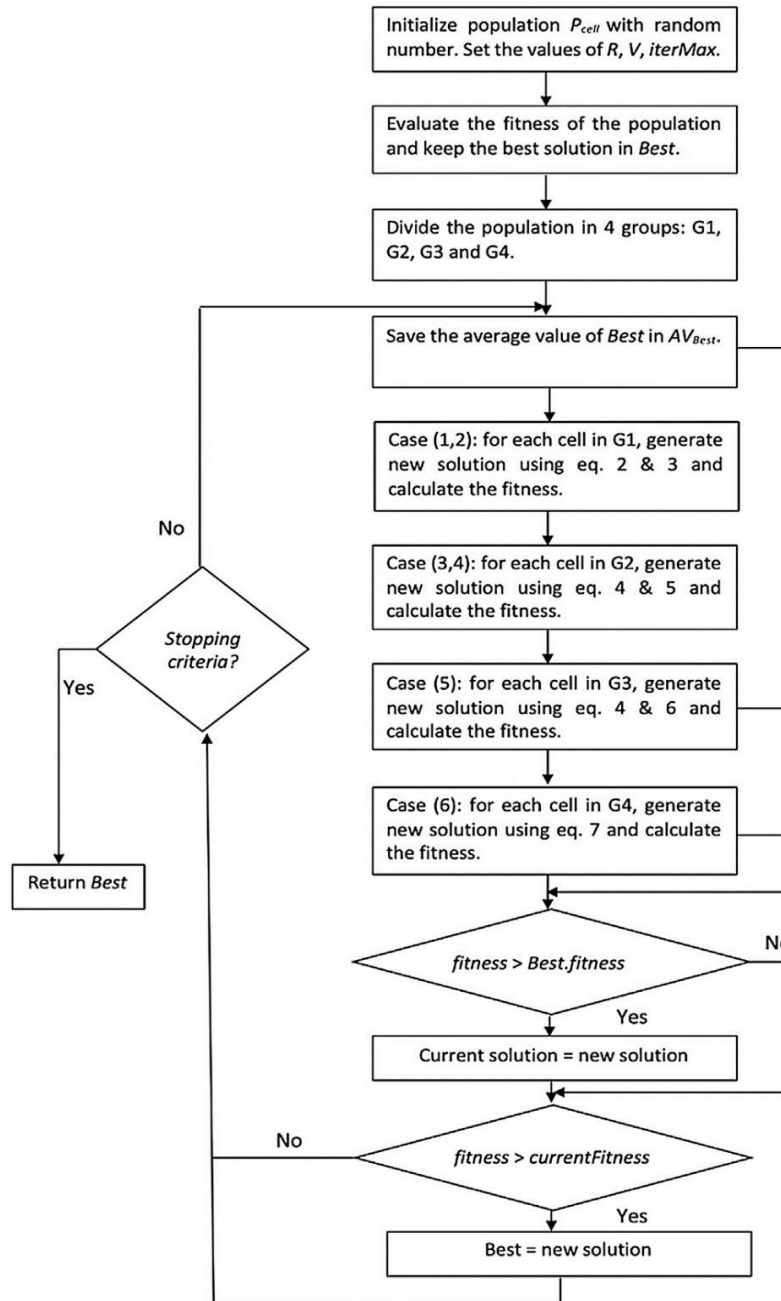 Initialize population Pcell with random
number. Set the values of R, V, iterMax.
Evaluate the fitness of the population
and keep the best solution in Best.
Divide the population in 4 groups: G1,
G2, G3 and G4.
Save the average value of Best in AVBest.
Case (1,2): for each cell in G1, generate
new solution using eq. 2 & 3 and
calculate the fitness.
No
Case (3,4): for each cell in G2, generate
new solution using eq. 4 & 5 and
calculate the fitness.
Stopping
criteria?
Yes
Case (5): for each cell in G3, generate
new solution using eq. 4 & 6 and
calculate the fitness.
Case (6): for each cell in G4, generate
new solution using eq. 7 and calculate
the fitness.
Return Best
fitness > Best.fitness
No
Yes
Current solution = new solution
No
fitness > currentFitness
Yes
Best = new solution